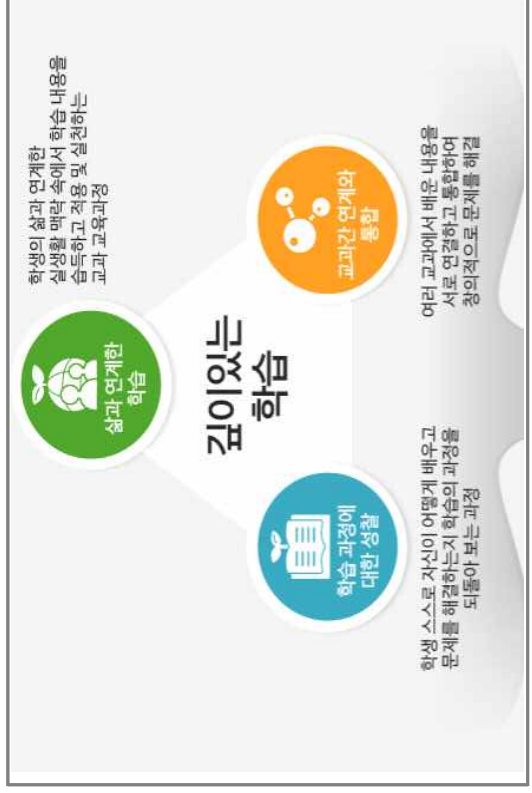 학생의 삶과 연계한
실생활 맥락 속에서 학습 내용을
습득하고 적용 및 실천하는
교과 교육과정
삶과 연계한
학습
깊이있는
학습
학습 과정에
대한 성찰
교과간 연계와
통합
학생 스스로 자신이 어떻게 배우고
문제를 해결하는지 학습의 과정을
되돌아 보는 과정
여러 교과에서 배운 내용을
서로 연결하고 통합하여
창의적으로 문제를 해결